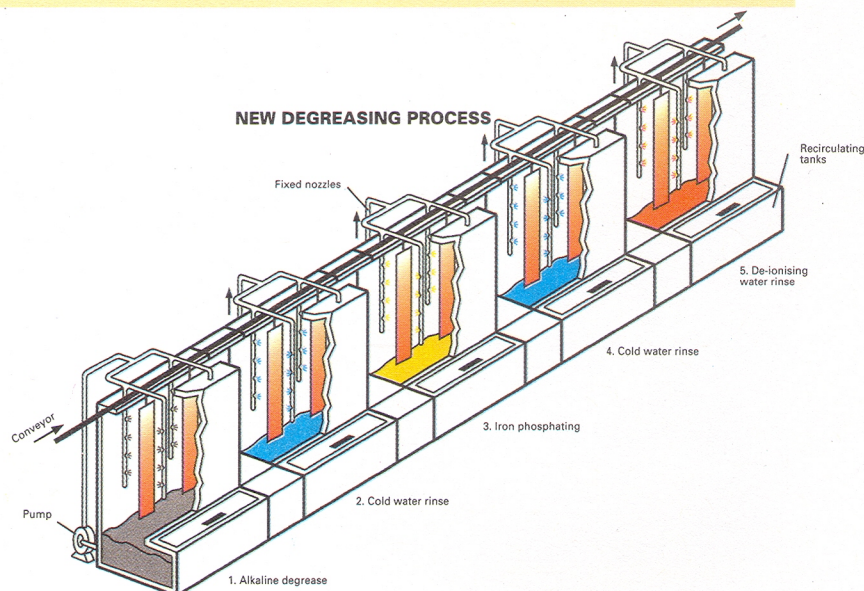 NEW DEGREASING PROCESS
Recirculating
tanks
Fixed nozzles
5. De-ionising
water rinse
4. Cold water rinse
Conveyor
3. Iron phosphating
2. Cold water rinse
Pump
1. Alkaline degrease